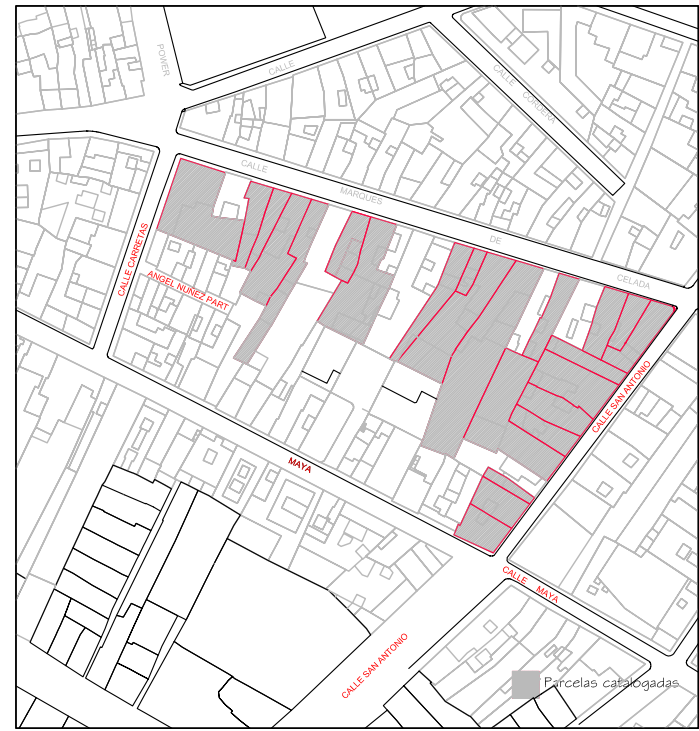 POWER
CALLE
CALLE CORDERA
CALLE
MARQUES
DE
CELADA
CALLE CARRETAS
ANGEL NUÑEZ PART
CALLE SAN ANTONIO
MAYA
CALLE MAYA
CALLE SAN ANTONIO
Parcelas catalogadas